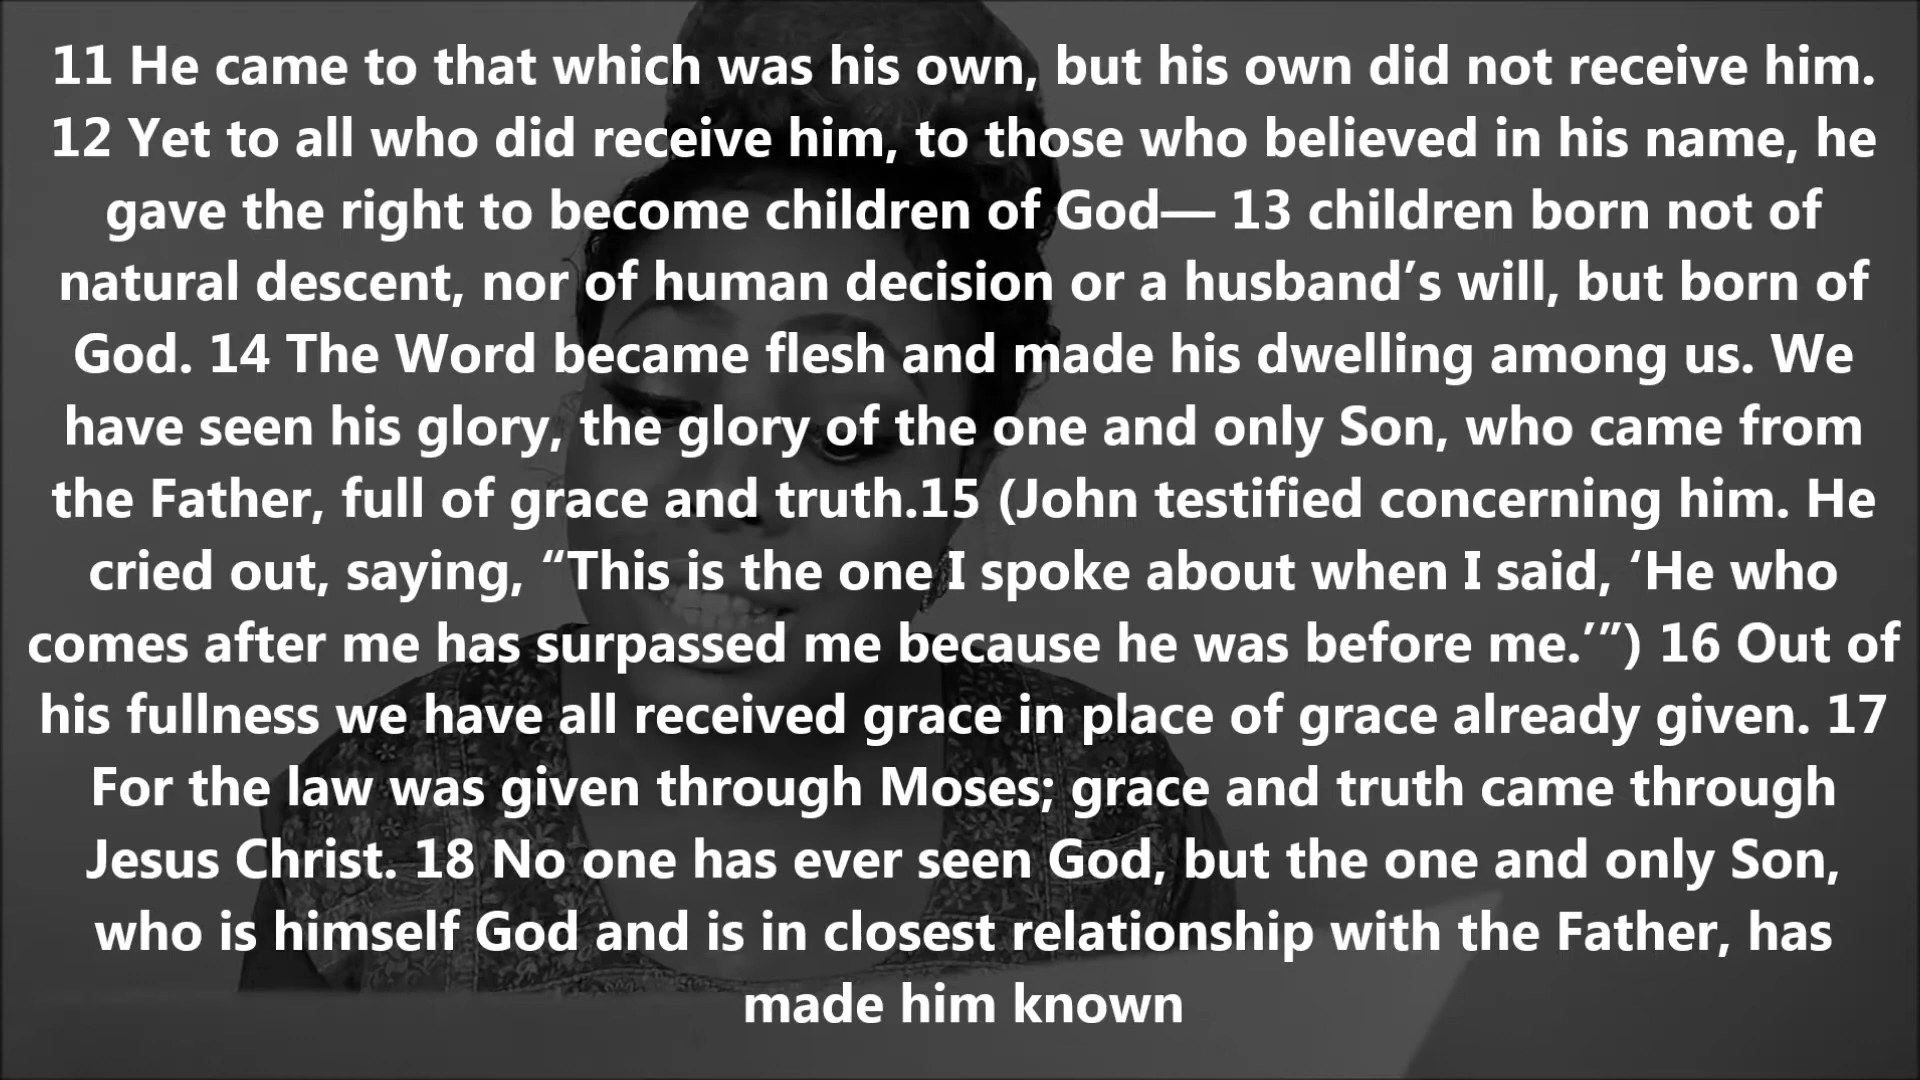 11 He came to that which was his own, but his own did not receive him.
12 Yet to all who did receive him, to those who believed in his name, he
gave the right to become children of God— 13 children born not of
natural descent, nor of human decision or a husband’s will, but born of
God. 14 The Word became flesh and made his dwelling among us. We
have seen his glory, the glory of the one and only Son, who came from
the Father, full of grace and truth.15 (John testified concerning him. He
cried out, saying, “This is the one I spoke about when I said, ‘He who
comes after me has surpassed me because he was before me.’”) 16 Out of
his fullness we have all received grace in place of grace already given. 17
For the law was given through Moses; grace and truth came through
Jesus Christ. 18 No one has ever seen God, but the one and only Son,
who is himself God and is in closest relationship with the Father, has
made him known